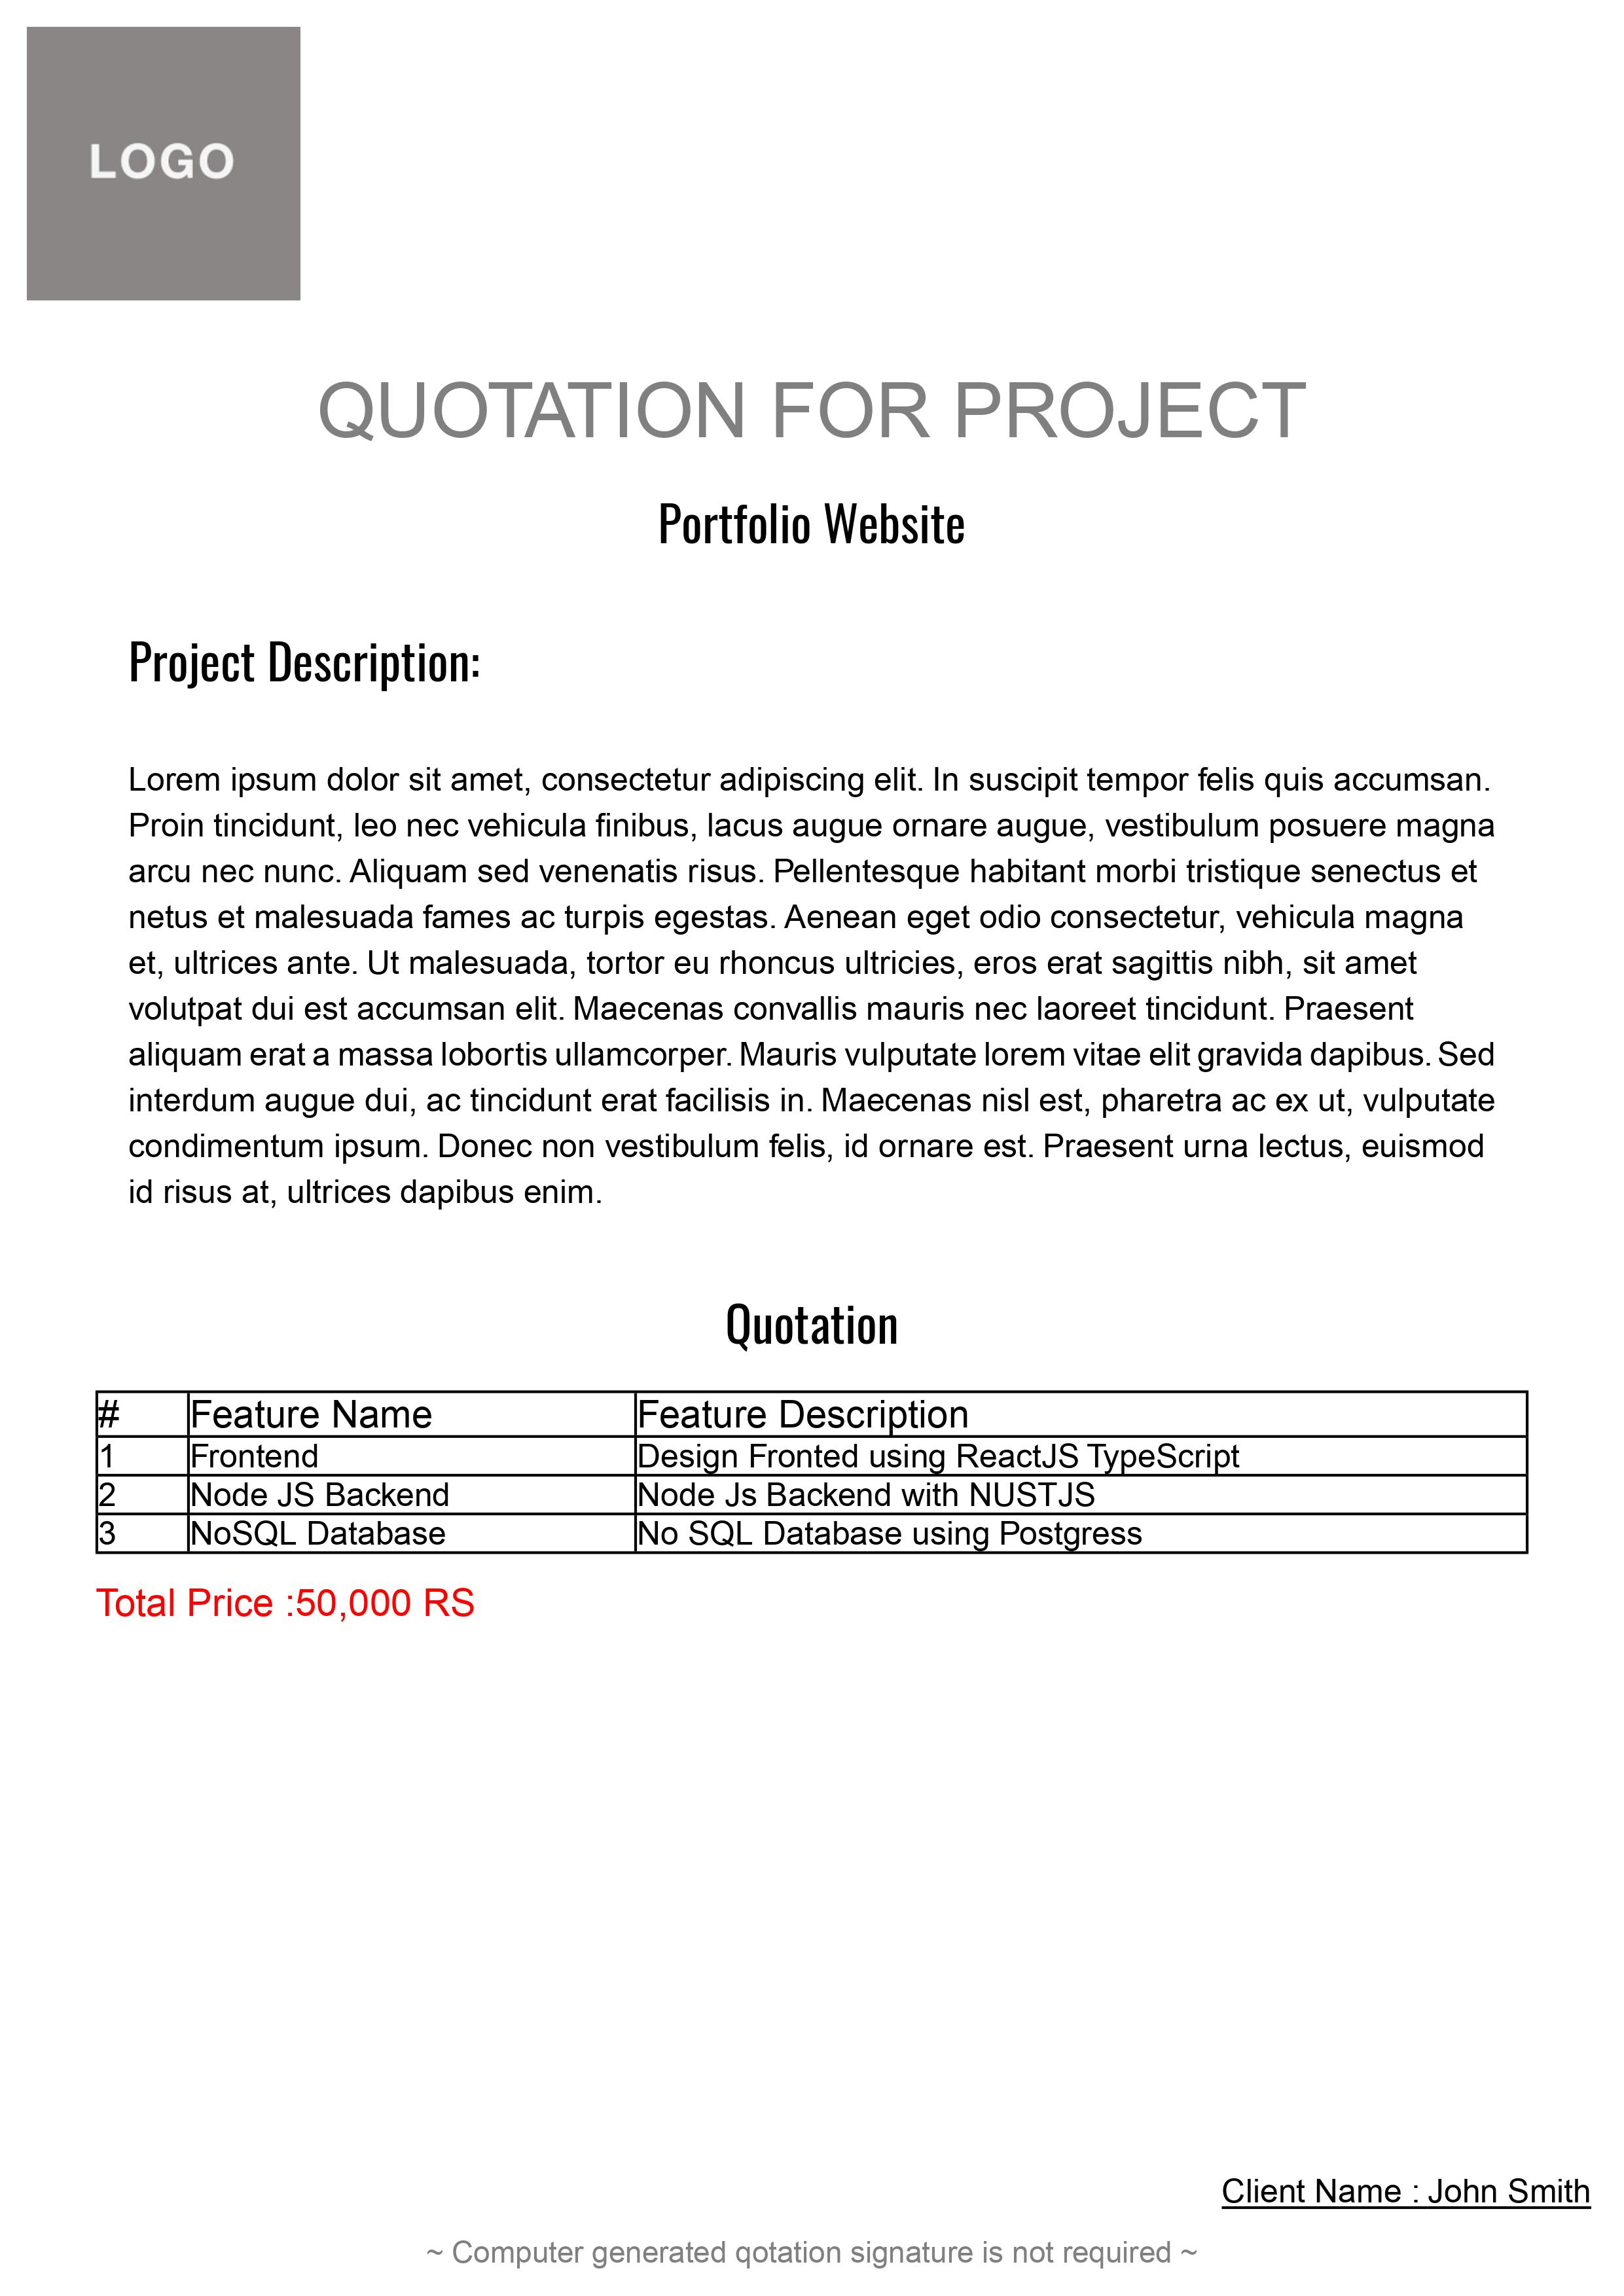 LOGO
QUOTATION FOR PROJECT
Portfolio Website
Project Description:
Lorem ipsum dolor sit amet, consectetur adipiscing elit. In suscipit tempor felis quis accumsan.
Proin tincidunt, leo nec vehicula finibus, lacus augue ornare augue, vestibulum posuere magna
arcu nec nunc. Aliquam sed venenatis risus. Pellentesque habitant morbi tristique senectus et
netus et malesuada fames ac turpis egestas. Aenean eget odio consectetur, vehicula magna
et, ultrices ante. Ut malesuada, tortor eu rhoncus ultricies, eros erat sagittis nibh, sit amet
volutpat dui est accumsan elit. Maecenas convallis mauris nec laoreet tincidunt. Praesent
aliquam erat a massa lobortis ullamcorper. Mauris vulputate lorem vitae elit gravida dapibus. Sed
interdum augue dui, ac tincidunt erat facilisis in. Maecenas nisl est, pharetra ac ex ut, vulputate
condimentum ipsum. Donec non vestibulum felis, id ornare est. Praesent urna lectus, euismod
id risus at, ultrices dapibus enim.
Quotation
# Feature Name Feature Description
1 Frontend Design Fronted using ReactJS TypeScript
2 Node JS Backend Node Js Backend with NUSTJS
3 NoSQL Database No SQL Database using Postgress
Total Price :50,000 RS
Client Name : John Smith
~ Computer generated qotation signature is not required ~